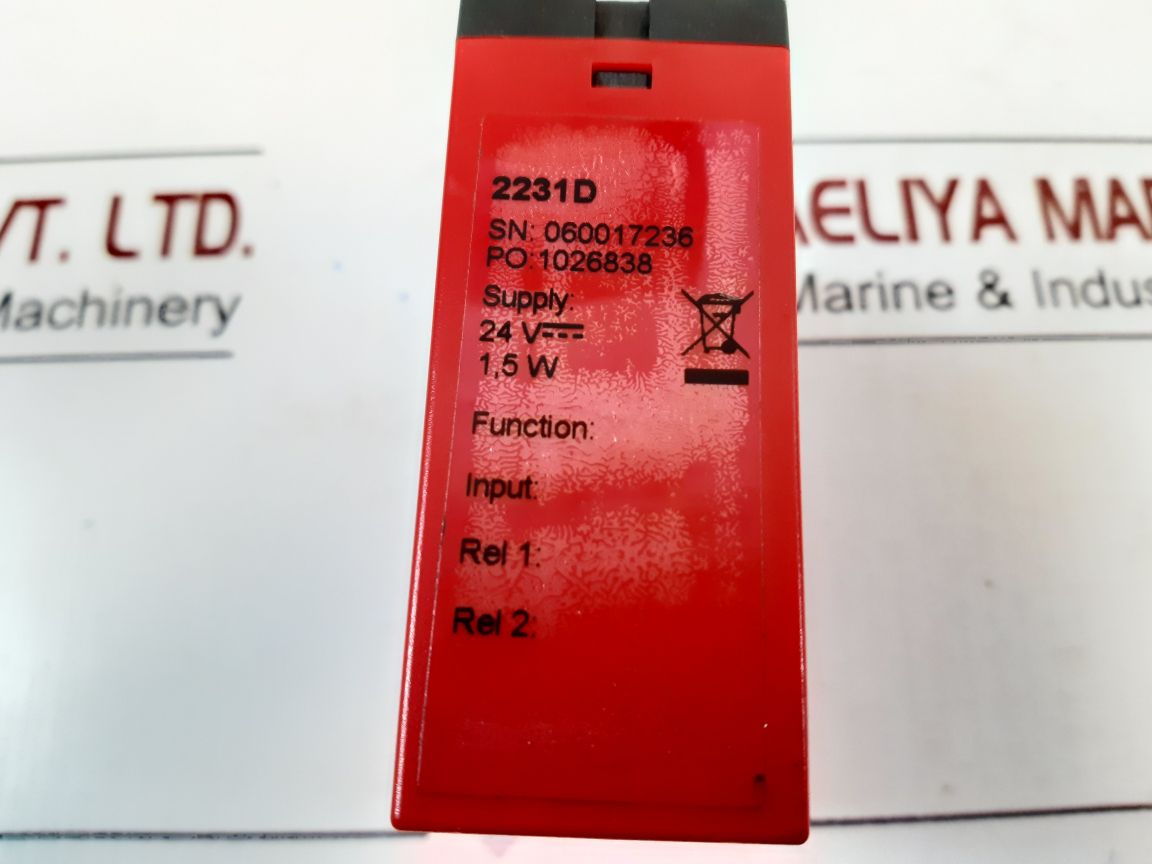 2231D
SN: 060017236
PO:1026838
Supply:
24 V
1,5 W
Function:
Input:
Rel 1:
Rel 2:
VT. LTD.
Machinery
AELIYA MAR
Marine & Indus